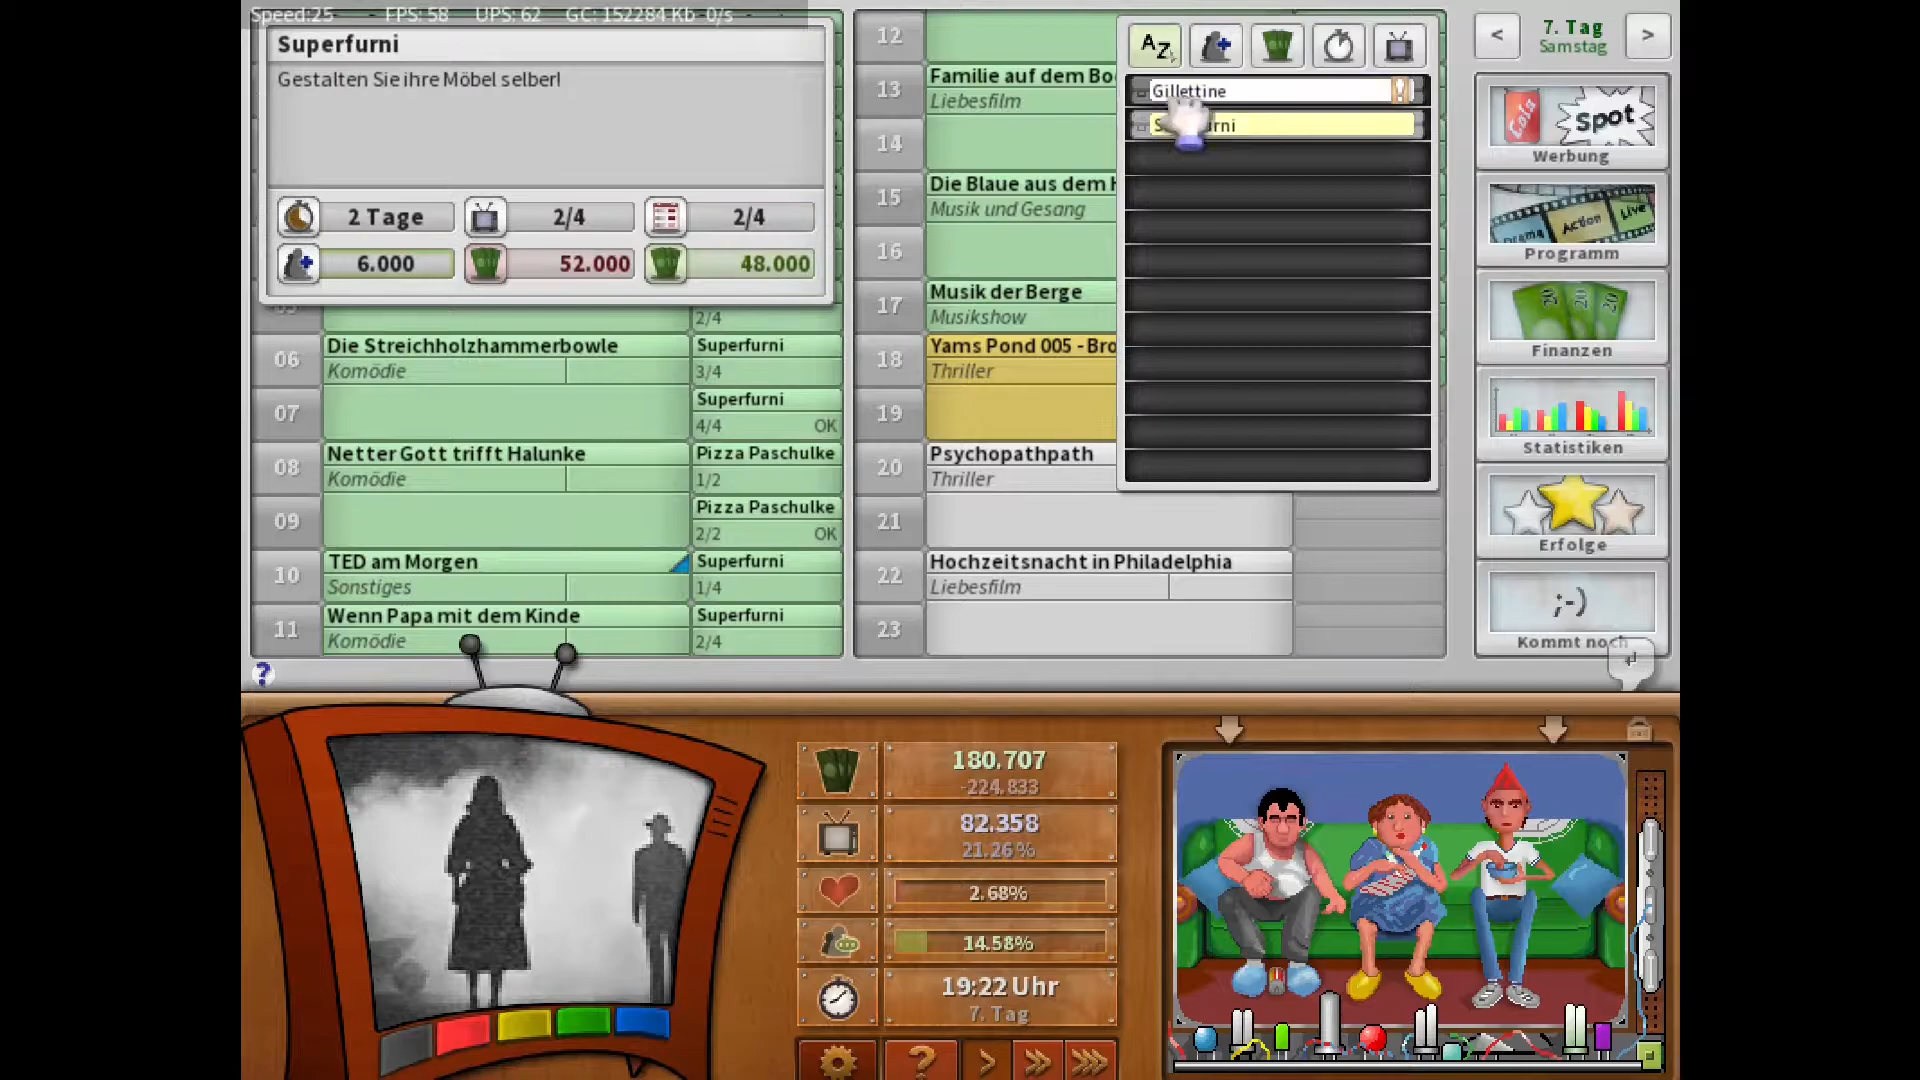 Speed:25 FPS: 58 UPS: 62 GC: 152284 Kb -0/s
Superfurni
Gestalten Sie ihre Möbel selber!
2 Tage
2/4
2/4
6.000
52.000
48.000
2/4
06
Die Streichholzhammerbowle
Superfurni
Komödie
3/4
07
Superfurni
4/4
OK
08
Netter Gott trifft Halunke
Pizza Paschulke
Komödie
1/2
09
Pizza Paschulke
2/2
OK
10
TED am Morgen
Superfurni
Sonstiges
1/4
11
Wenn Papa mit dem Kinde
Superfurni
Komödie
2/4
?
12
13
Familie auf dem Bo
Liebesfilm
14
15
Die Blaue aus dem
Musik und Gesang
16
17
Musik der Berge
Musikshow
18
Yams Pond 005 - Bro
Thriller
19
20
Psychopathpath
Thriller
21
22
Hochzeitsnacht in Philadelphia
Liebesfilm
23
AZ
Gillettine
<
7. Tag
Samstag
>
Cola
Spot
Werbung
Drama
Action
Live
Programm
20
20
20
Finanzen
Statistiken
Erfolge
;-)
Kommt noch
180.707
-224.833
82.358
21.26 %
2.68%
14.58%
19:22 Uhr
7. Tag
?